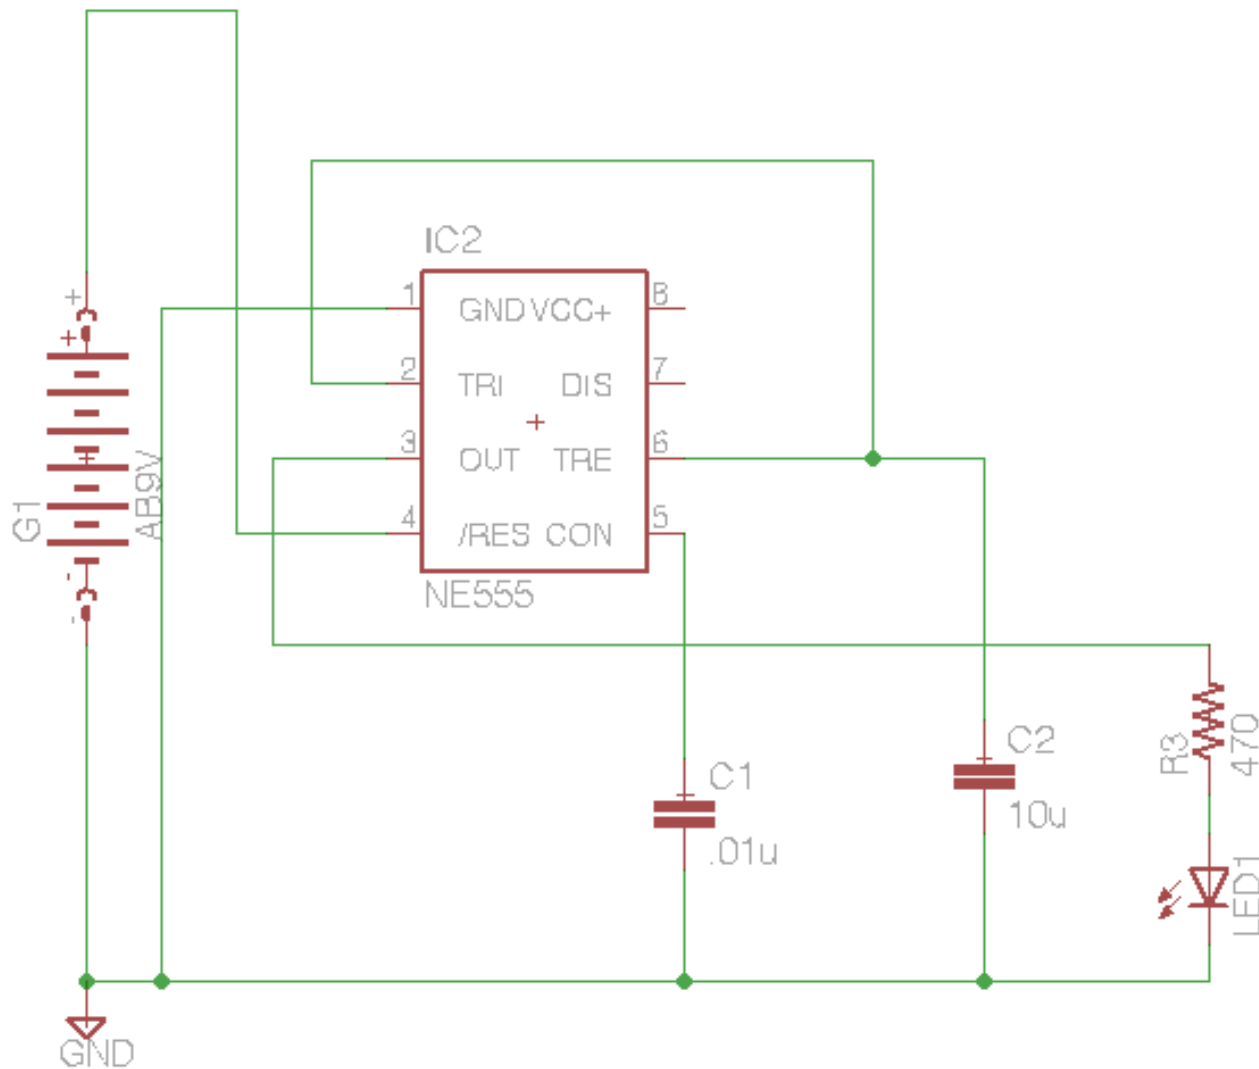 IC2
1
GND
VCC+
8
2
TRI
DIS
7
3
OUT
TRE
6
4
/RES
CON
5
NE555
+
+
-
-
G1
AB9V
C1
.01u
C2
10u
R3
470
LED1
GND